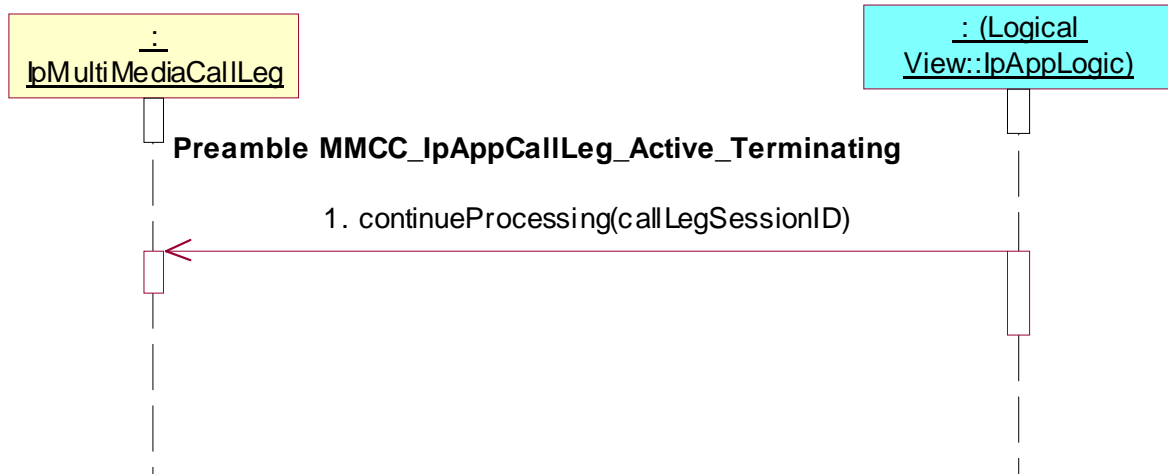 :
IpMultiMediaCallLeg
: (Logical
View::IpAppLogic)
Preamble MMCC_IpAppCallLeg_Active_Terminating
1. continueProcessing(callLegSessionID)